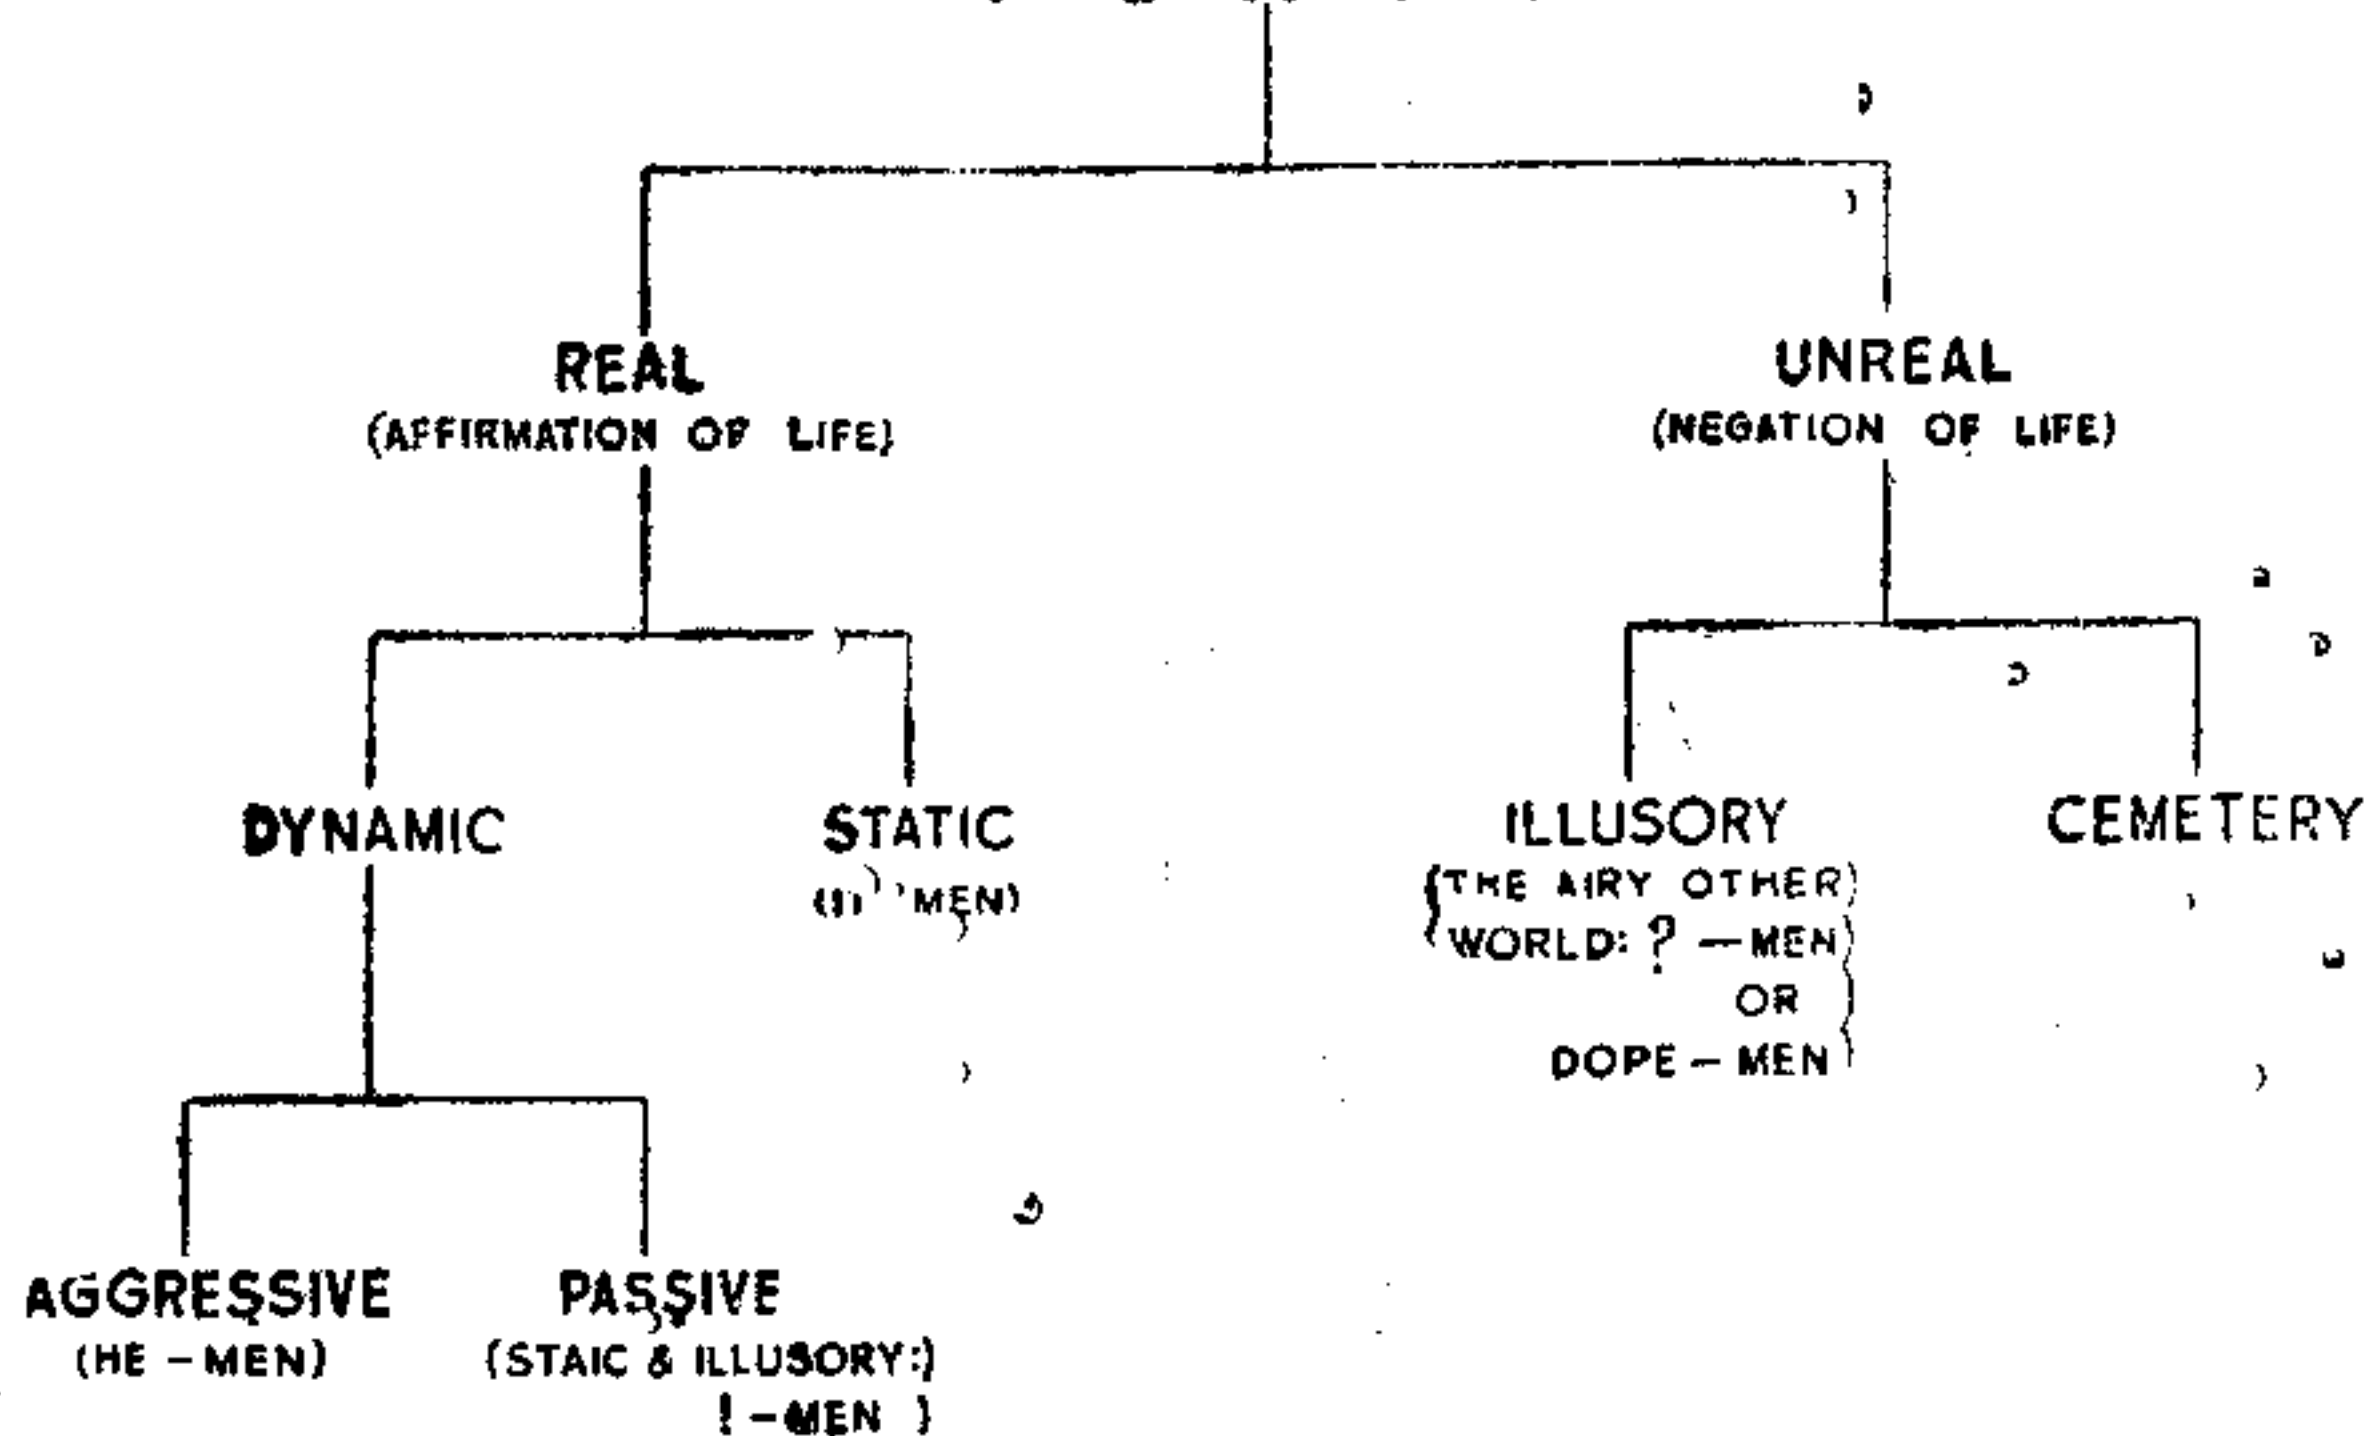 REAL
(AFFIRMATION OF LIFE)
UNREAL
(NEGATION OF LIFE)
DYNAMIC
STATIC
MEN)
ILLUSORY
(THE AIRY OTHER
WORLD: ? — MEN
OR
DOPE — MEN)
CEMETERY
AGGRESSIVE
(HE — MEN)
PASSIVE
(STAIC & ILLUSORY:
! — MEN )